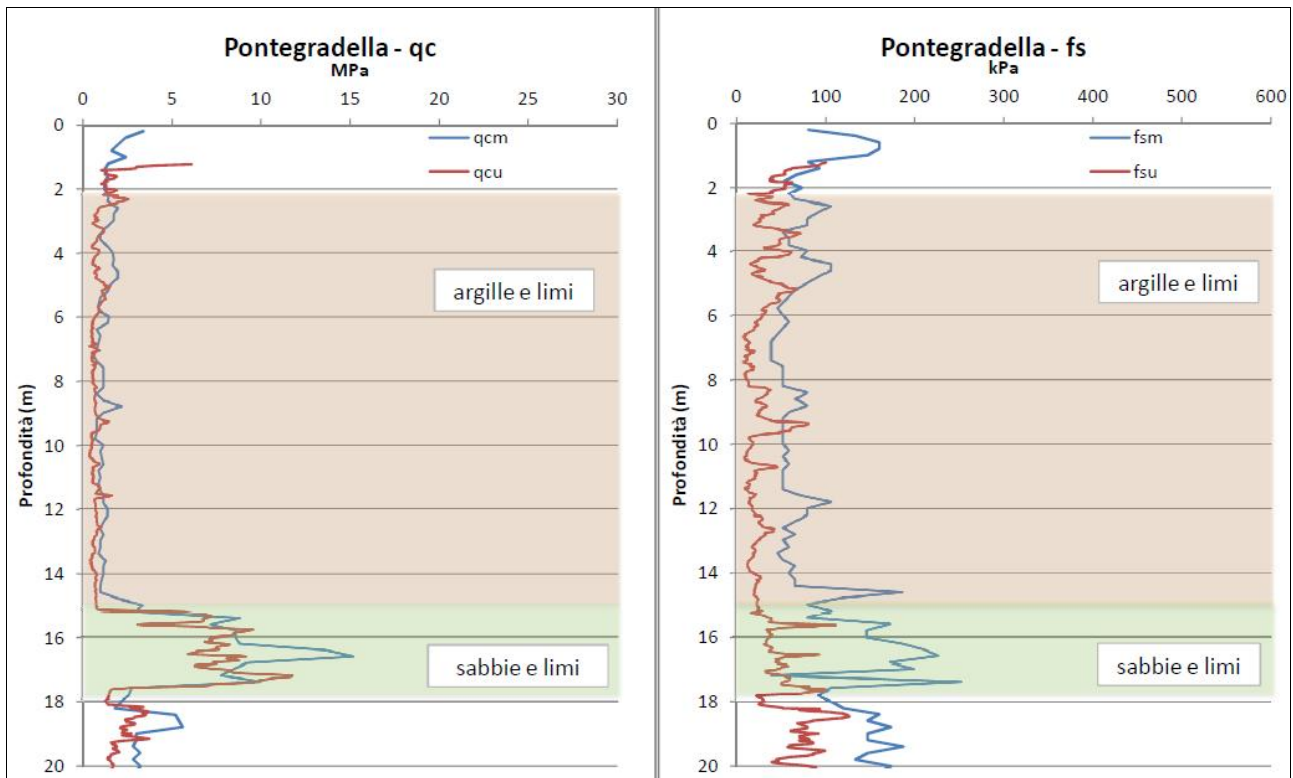 Pontegradella - qc
MPa
0 5 10 15 20 25 30
0
2
4
6
8
10
12
14
16
18
20
Profondità (m)
qcm
qcu
argille e limi
sabbie e limi
Pontegradella - fs
kPa
0 100 200 300 400 500 600
0
2
4
6
8
10
12
14
16
18
20
Profondità (m)
fsm
fsu
argille e limi
sabbie e limi